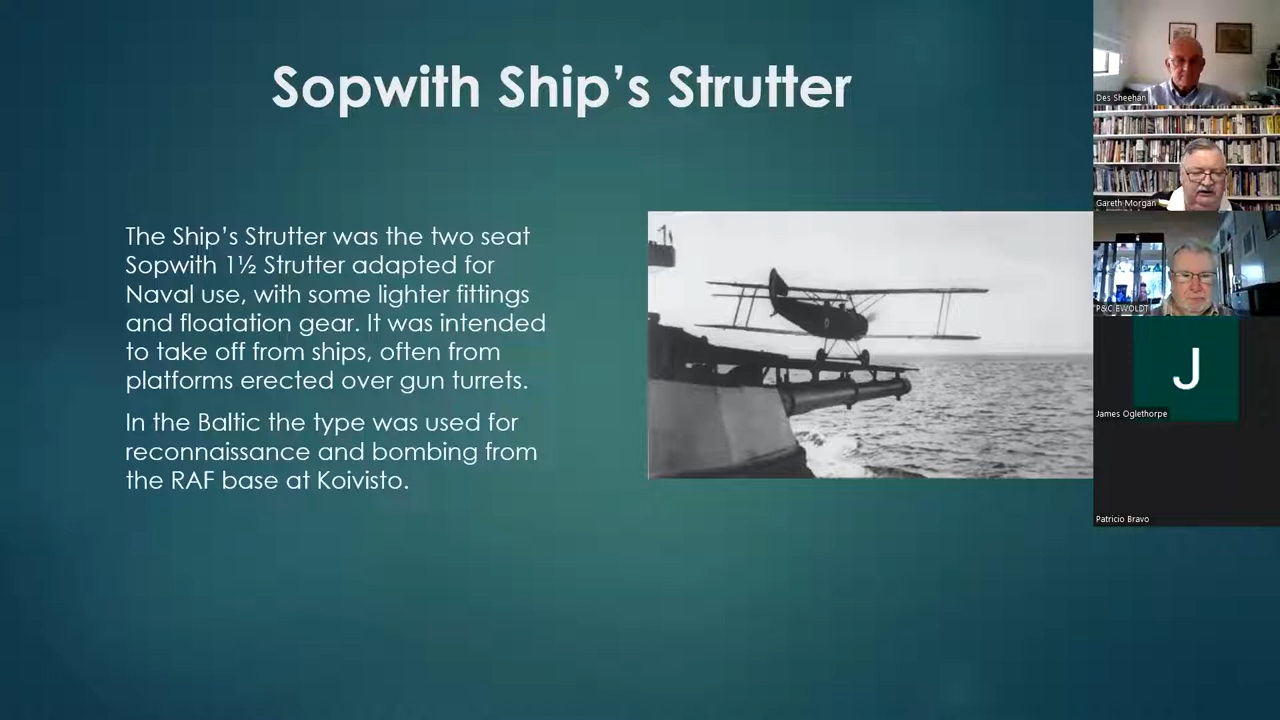 Sopwith Ship’s Strutter
The Ship’s Strutter was the two seat
Sopwith 1½ Strutter adapted for
Naval use, with some lighter fittings
and floatation gear. It was intended
to take off from ships, often from
platforms erected over gun turrets.
In the Baltic the type was used for
reconnaissance and bombing from
the RAF base at Koivisto.
Des Sheehan
Gareth Morgan
P&C EWOLDT
J
James Oglethorpe
Patricio Bravo